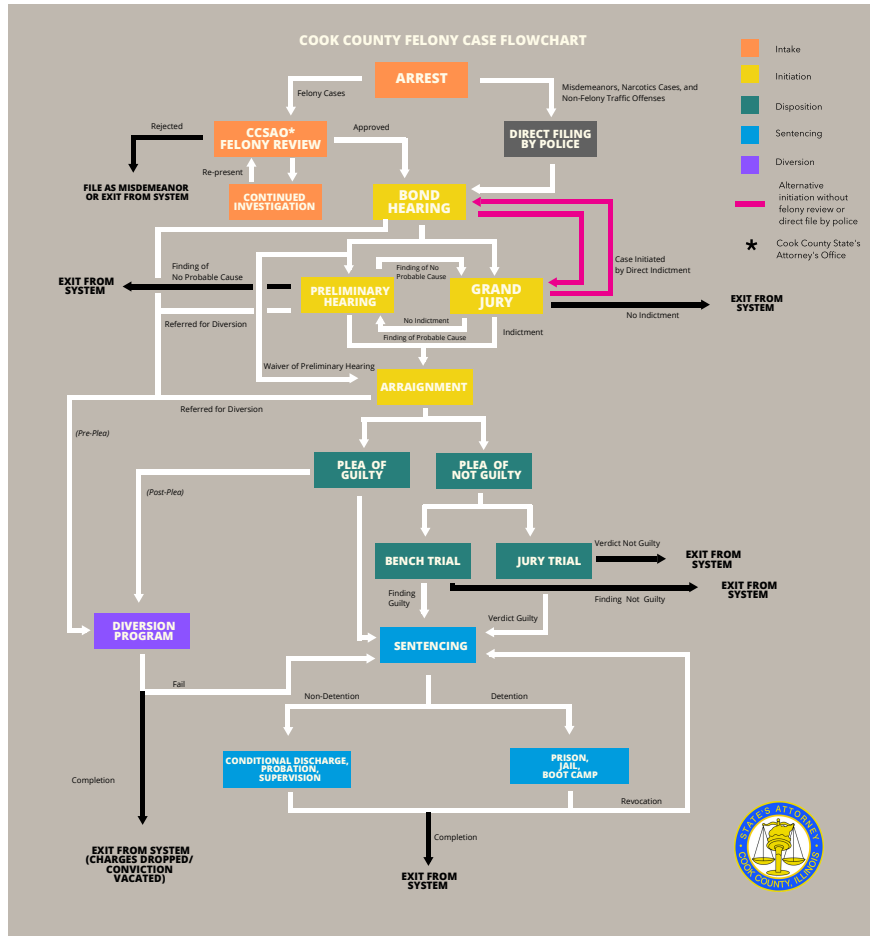 COOK COUNTY FELONY CASE FLOWCHART
ARREST
Felony Cases
Misdemeanors, Narcotics Cases, and
Non-Felony Traffic Offenses
Intake
Initiation
Disposition
Sentencing
Diversion
Alternative
initiation without
felony review or
direct file by police
*
Cook County State's
Attorney's Office
Rejected
CCSAO*
FELONY REVIEW
Approved
DIRECT FILING
BY POLICE
FILE AS MISDEMEANOR
OR EXIT FROM SYSTEM
Re-present
CONTINUED
INVESTIGATION
BOND
HEARING
Finding of
No Probable Cause
EXIT FROM
SYSTEM
Finding of No
Probable Cause
Case Initiated
by Direct Indictment
PRELIMINARY
HEARING
GRAND
JURY
EXIT FROM
SYSTEM
No Indictment
Referred for Diversion
No Indictment
Finding of Probable Cause
Indictment
Waiver of Preliminary Hearing
ARRAIGNMENT
Referred for Diversion
(Pre-Plea)
PLEA OF
GUILTY
PLEA OF
NOT GUILTY
(Post-Plea)
BENCH TRIAL
JURY TRIAL
Verdict Not Guilty
EXIT FROM
SYSTEM
Finding
Guilty
Finding Not Guilty
EXIT FROM
SYSTEM
Verdict Guilty
DIVERSION
PROGRAM
SENTENCING
Fail
Non-Detention
Detention
CONDITIONAL DISCHARGE,
PROBATION,
SUPERVISION
PRISON,
JAIL,
BOOT CAMP
Completion
Revocation
Completion
EXIT FROM SYSTEM
(CHARGES DROPPED/
CONVICTION
VACATED)
EXIT FROM
SYSTEM
STATE'S ATTORNEY
COOK COUNTY, ILLINOIS